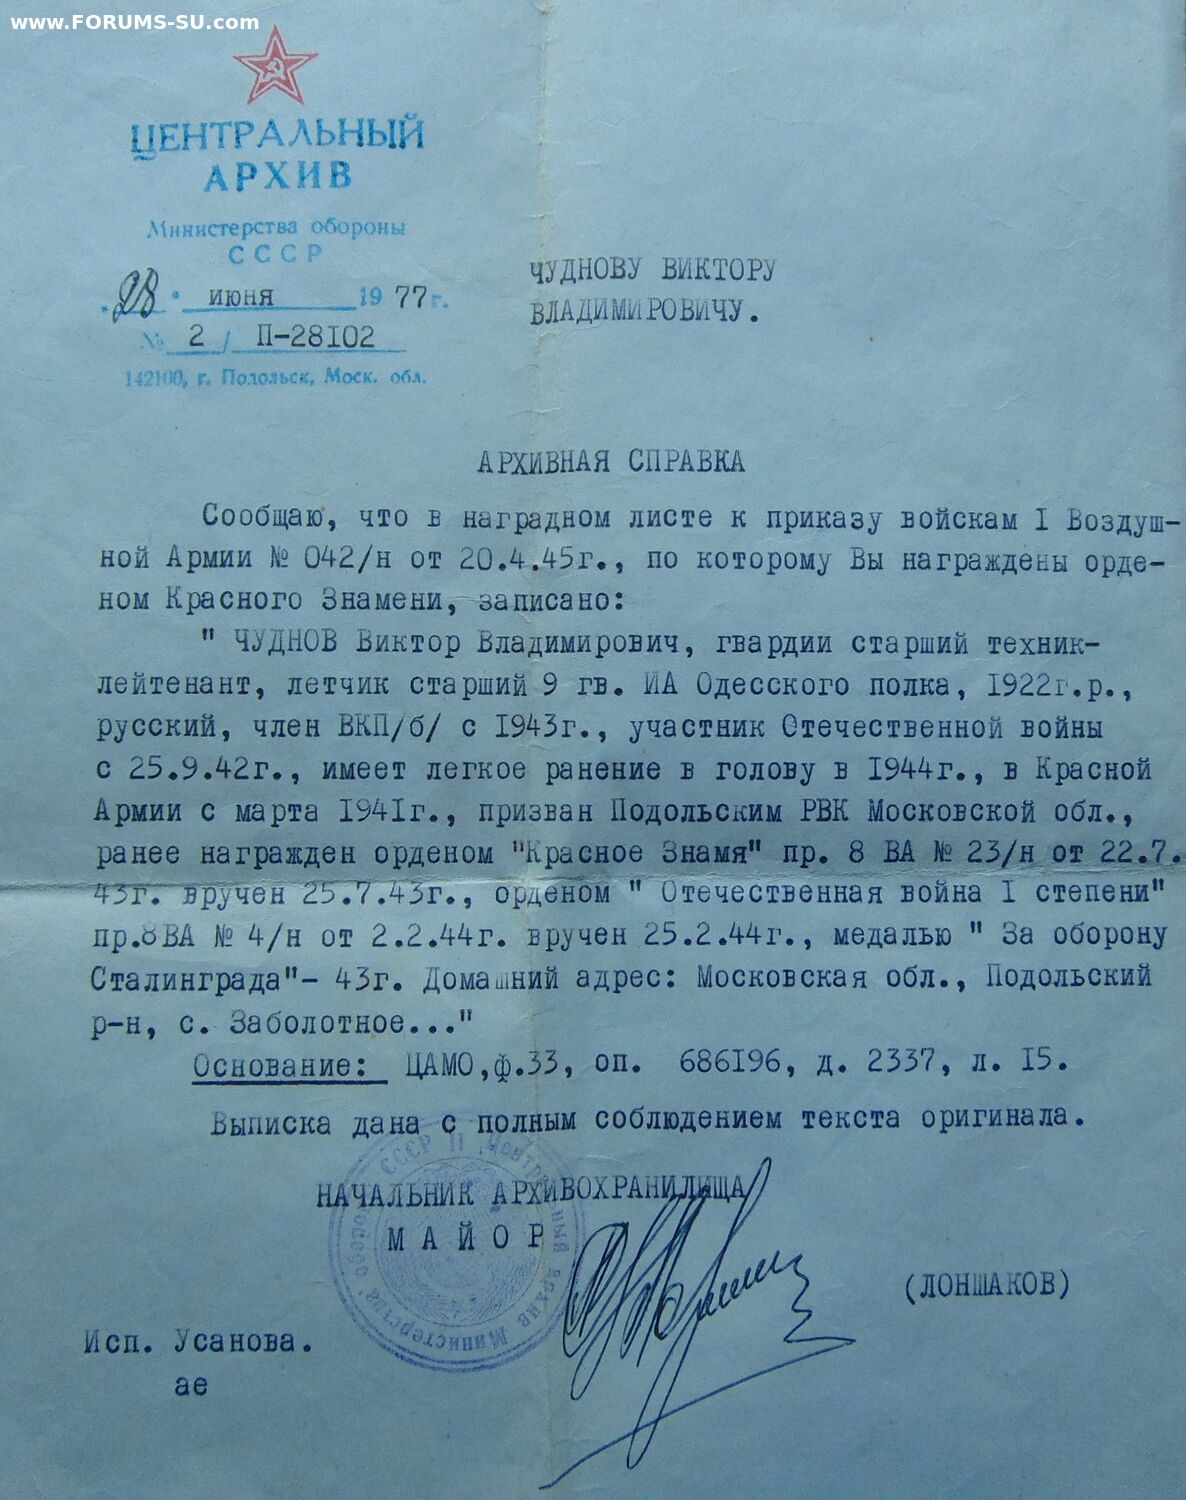 www.FORUMS-SU.com
ЦЕНТРАЛЬНЫЙ
АРХИВ
Министерства обороны
СССР
"28" июня 1977 г.
№ 2 / П-28102
142100, г. Подольск, Моск. обл.
ЧУДНОВУ ВИКТОРУ
ВЛАДИМИРОВИЧУ.
АРХИВНАЯ СПРАВКА
Сообщаю, что в наградном листе к приказу войскам I Воздуш-
ной Армии № 042/н от 20.4.45г., по которому Вы награждены орде-
ном Красного Знамени, записано:
" ЧУДНОВ Виктор Владимирович, гвардии старший техник-
лейтенант, летчик старший 9 гв. ИА Одесского полка, 1922г.р.,
русский, член ВКП/б/ с 1943г., участник Отечественной войны
с 25.9.42г., имеет легкое ранение в голову в 1944г., в Красной
Армии с марта 1941г., призван Подольским РВК Московской обл.,
ранее награжден орденом "Красное Знамя" пр. 8 ВА № 23/н от 22.7.
43г. вручен 25.7.43г., орденом " Отечественная война I степени"
пр.8ВА № 4/н от 2.2.44г. вручен 25.2.44г., медалью " За оборону
Сталинграда"- 43г. Домашний адрес: Московская обл., Подольский
р-н, с. Заболотное..."
Основание: ЦАМО,ф.33, оп. 686196, д. 2337, л. 15.
Выписка дана с полным соблюдением текста оригинала.
НАЧАЛЬНИК АРХИВОХРАНИЛИЩА
МАЙОР
(ЛОНШАКОВ)
Центральный архив Министерства обороны СССР
Исп. Усанова.
ае